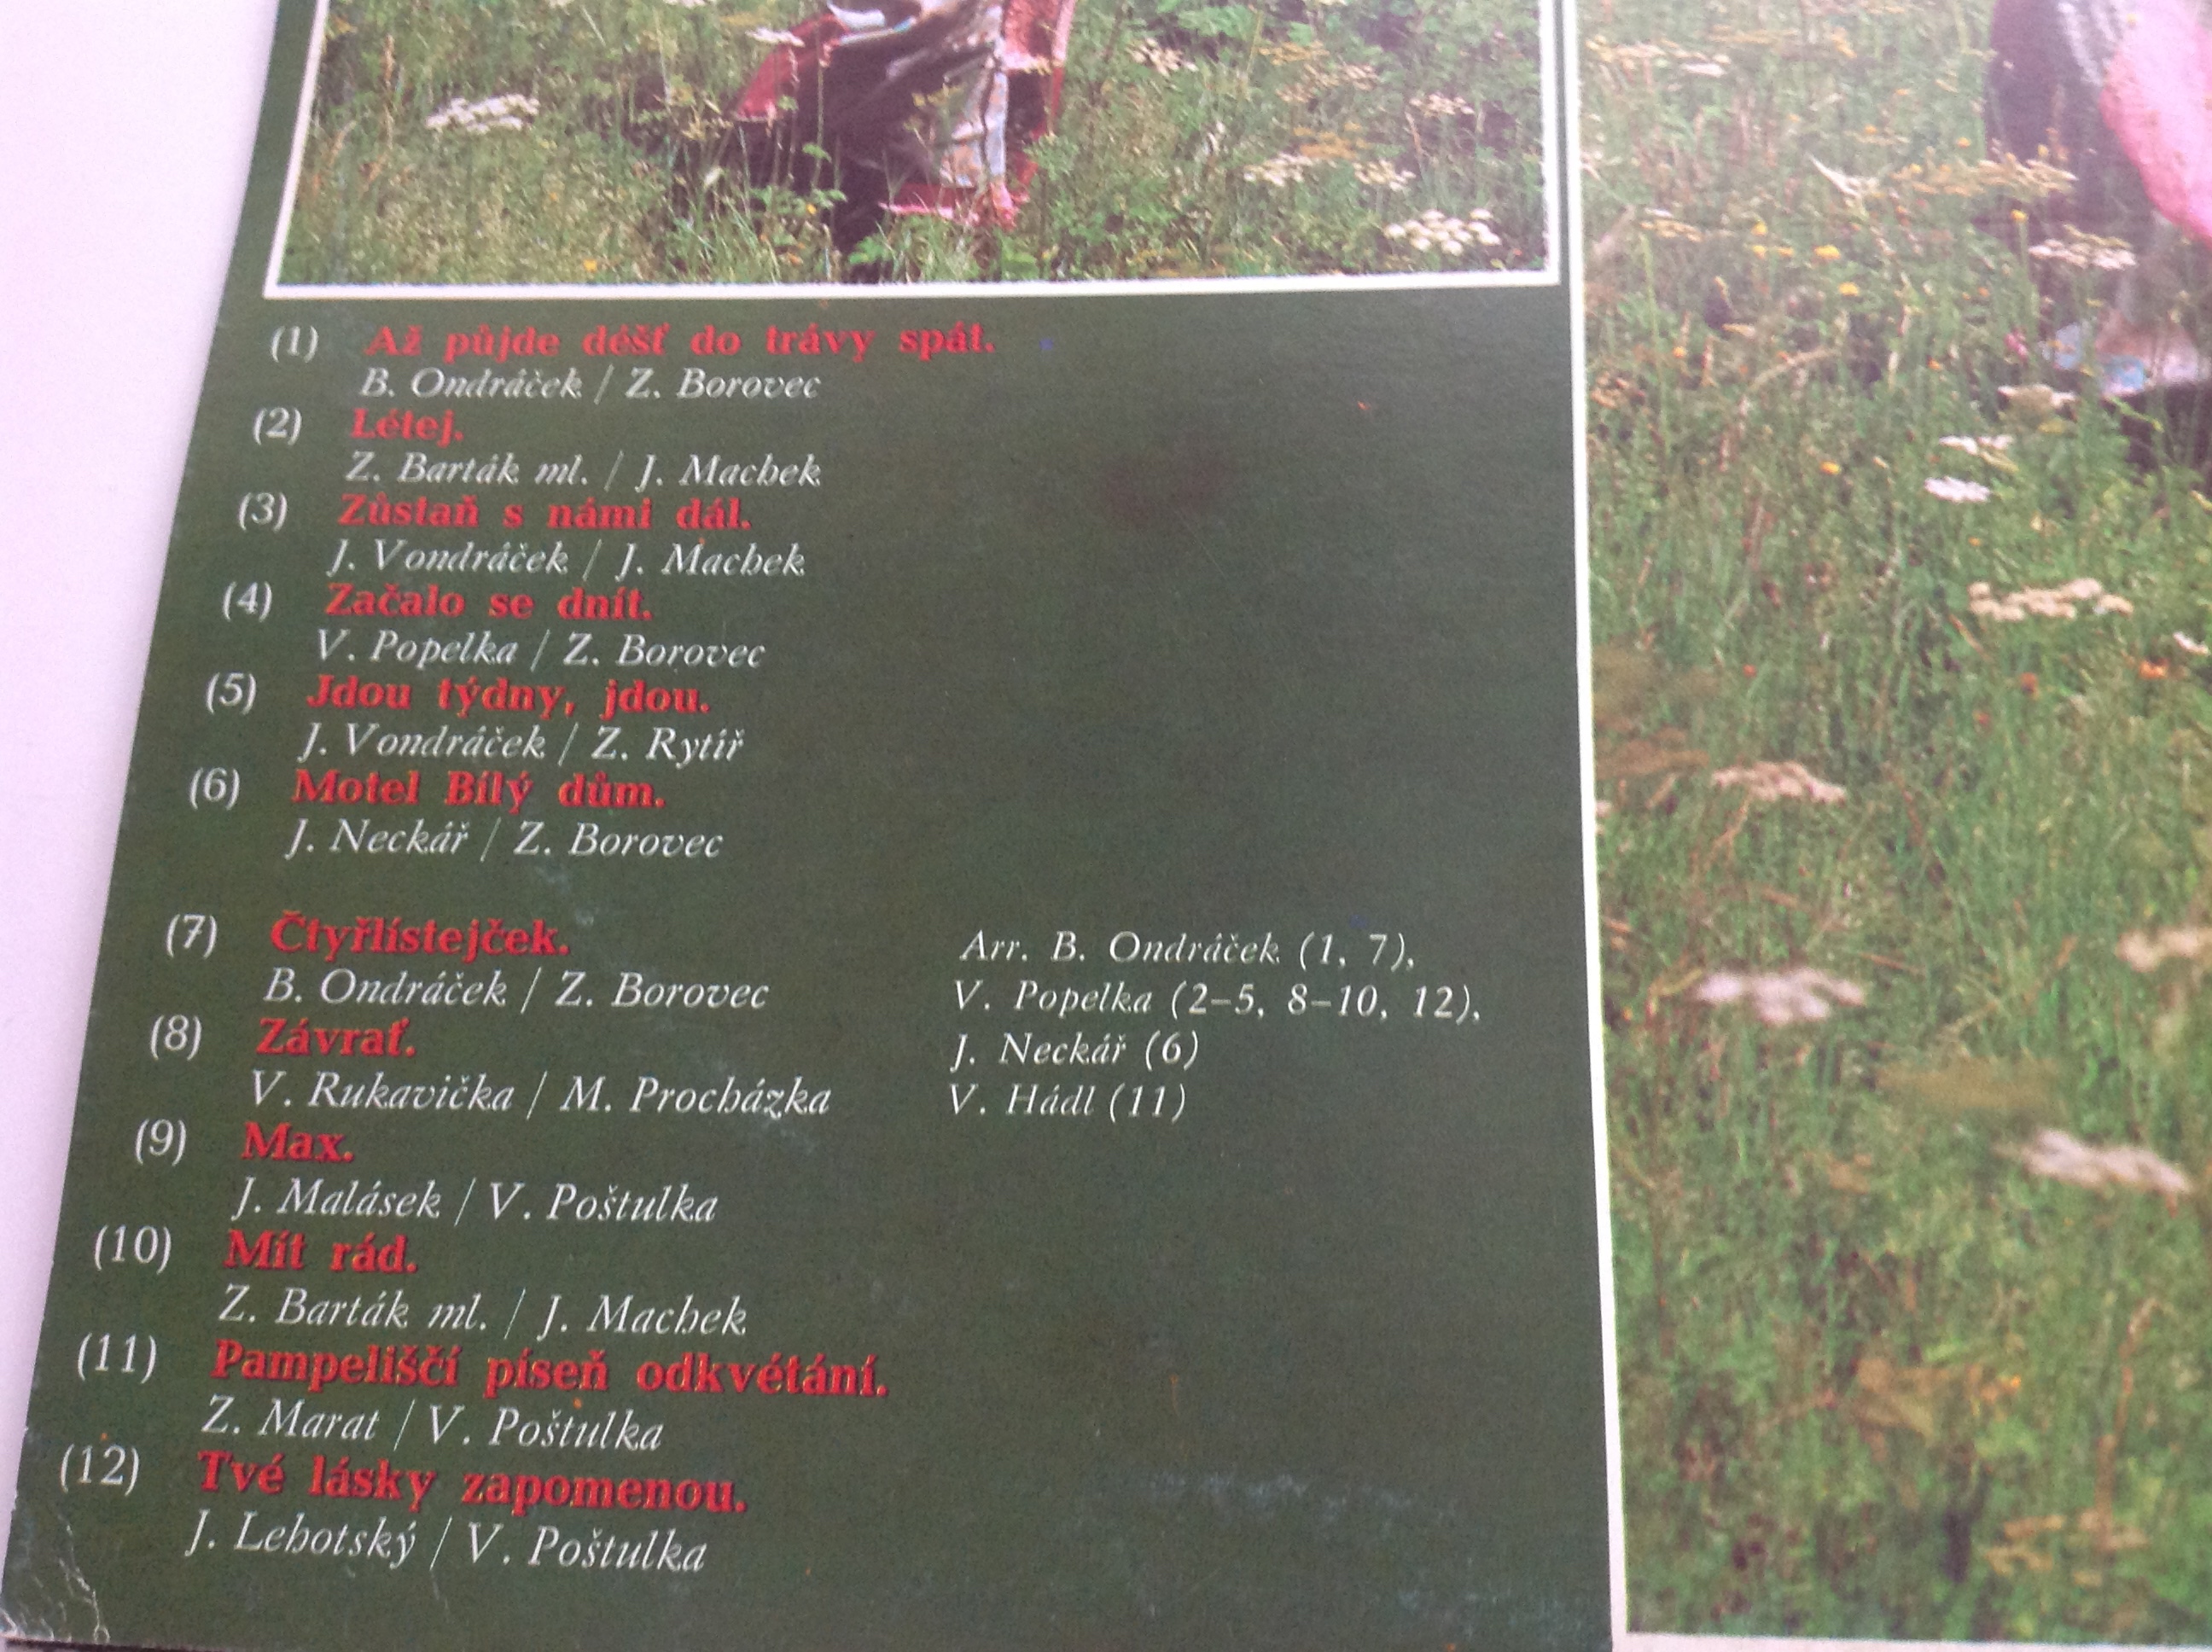 (1) Až půjde déšť do trávy spát.
B. Ondráček / Z. Borovec
(2) Létej.
Z. Barták ml. / J. Machek
(3) Zůstaň s námi dál.
J. Vondráček / J. Machek
(4) Začalo se dnít.
V. Popelka / Z. Borovec
(5) Jdou týdny, jdou.
J. Vondráček / Z. Rytíř
(6) Motel Bílý dům.
J. Neckář / Z. Borovec
(7) Čtyřlístejček.
B. Ondráček / Z. Borovec
(8) Závrať.
V. Rukavička / M. Procházka
(9) Max.
J. Malásek / V. Poštulka
(10) Mít rád.
Z. Barták ml. / J. Machek
(11) Pampeliščí píseň odkvétání.
Z. Marat / V. Poštulka
(12) Tvé lásky zapomenou.
J. Lehotský / V. Poštulka
Arr. B. Ondráček (1, 7),
V. Popelka (2–5, 8–10, 12),
J. Neckář (6)
V. Hádl (11)